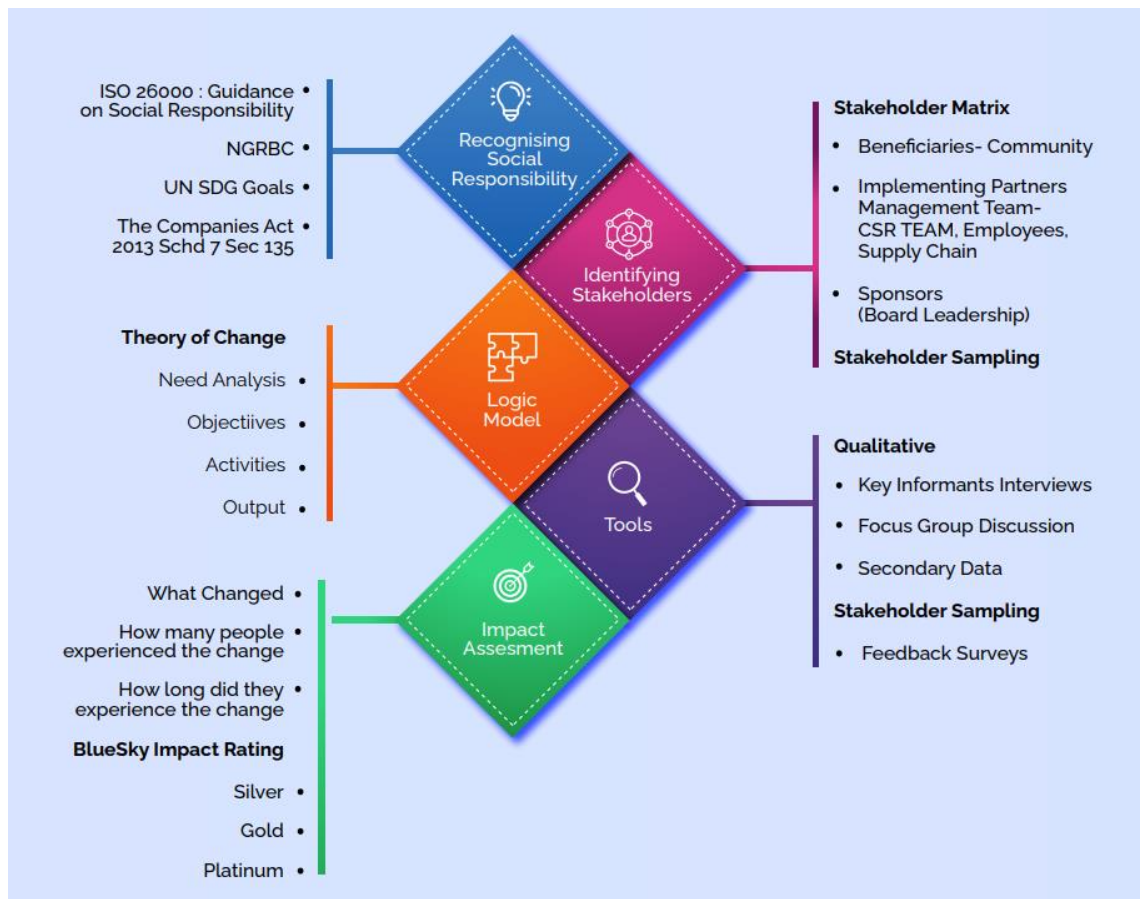 ISO 26000 : Guidance
on Social Responsibility
NGRBC
UN SDG Goals
The Companies Act
2013 Schd 7 Sec 135
Recognising
Social
Responsibility
Stakeholder Matrix
Beneficiaries- Community
Implementing Partners
Management Team-
CSR TEAM, Employees,
Supply Chain
Sponsors
(Board Leadership)
Stakeholder Sampling
Identifying
Stakeholders
Theory of Change
Need Analysis
Objectiives
Activities
Output
Logic
Model
Qualitative
Key Informants Interviews
Focus Group Discussion
Secondary Data
Stakeholder Sampling
Feedback Surveys
Tools
What Changed
How many people
experienced the change
How long did they
experience the change
BlueSky Impact Rating
Silver
Gold
Platinum
Impact
Assesment